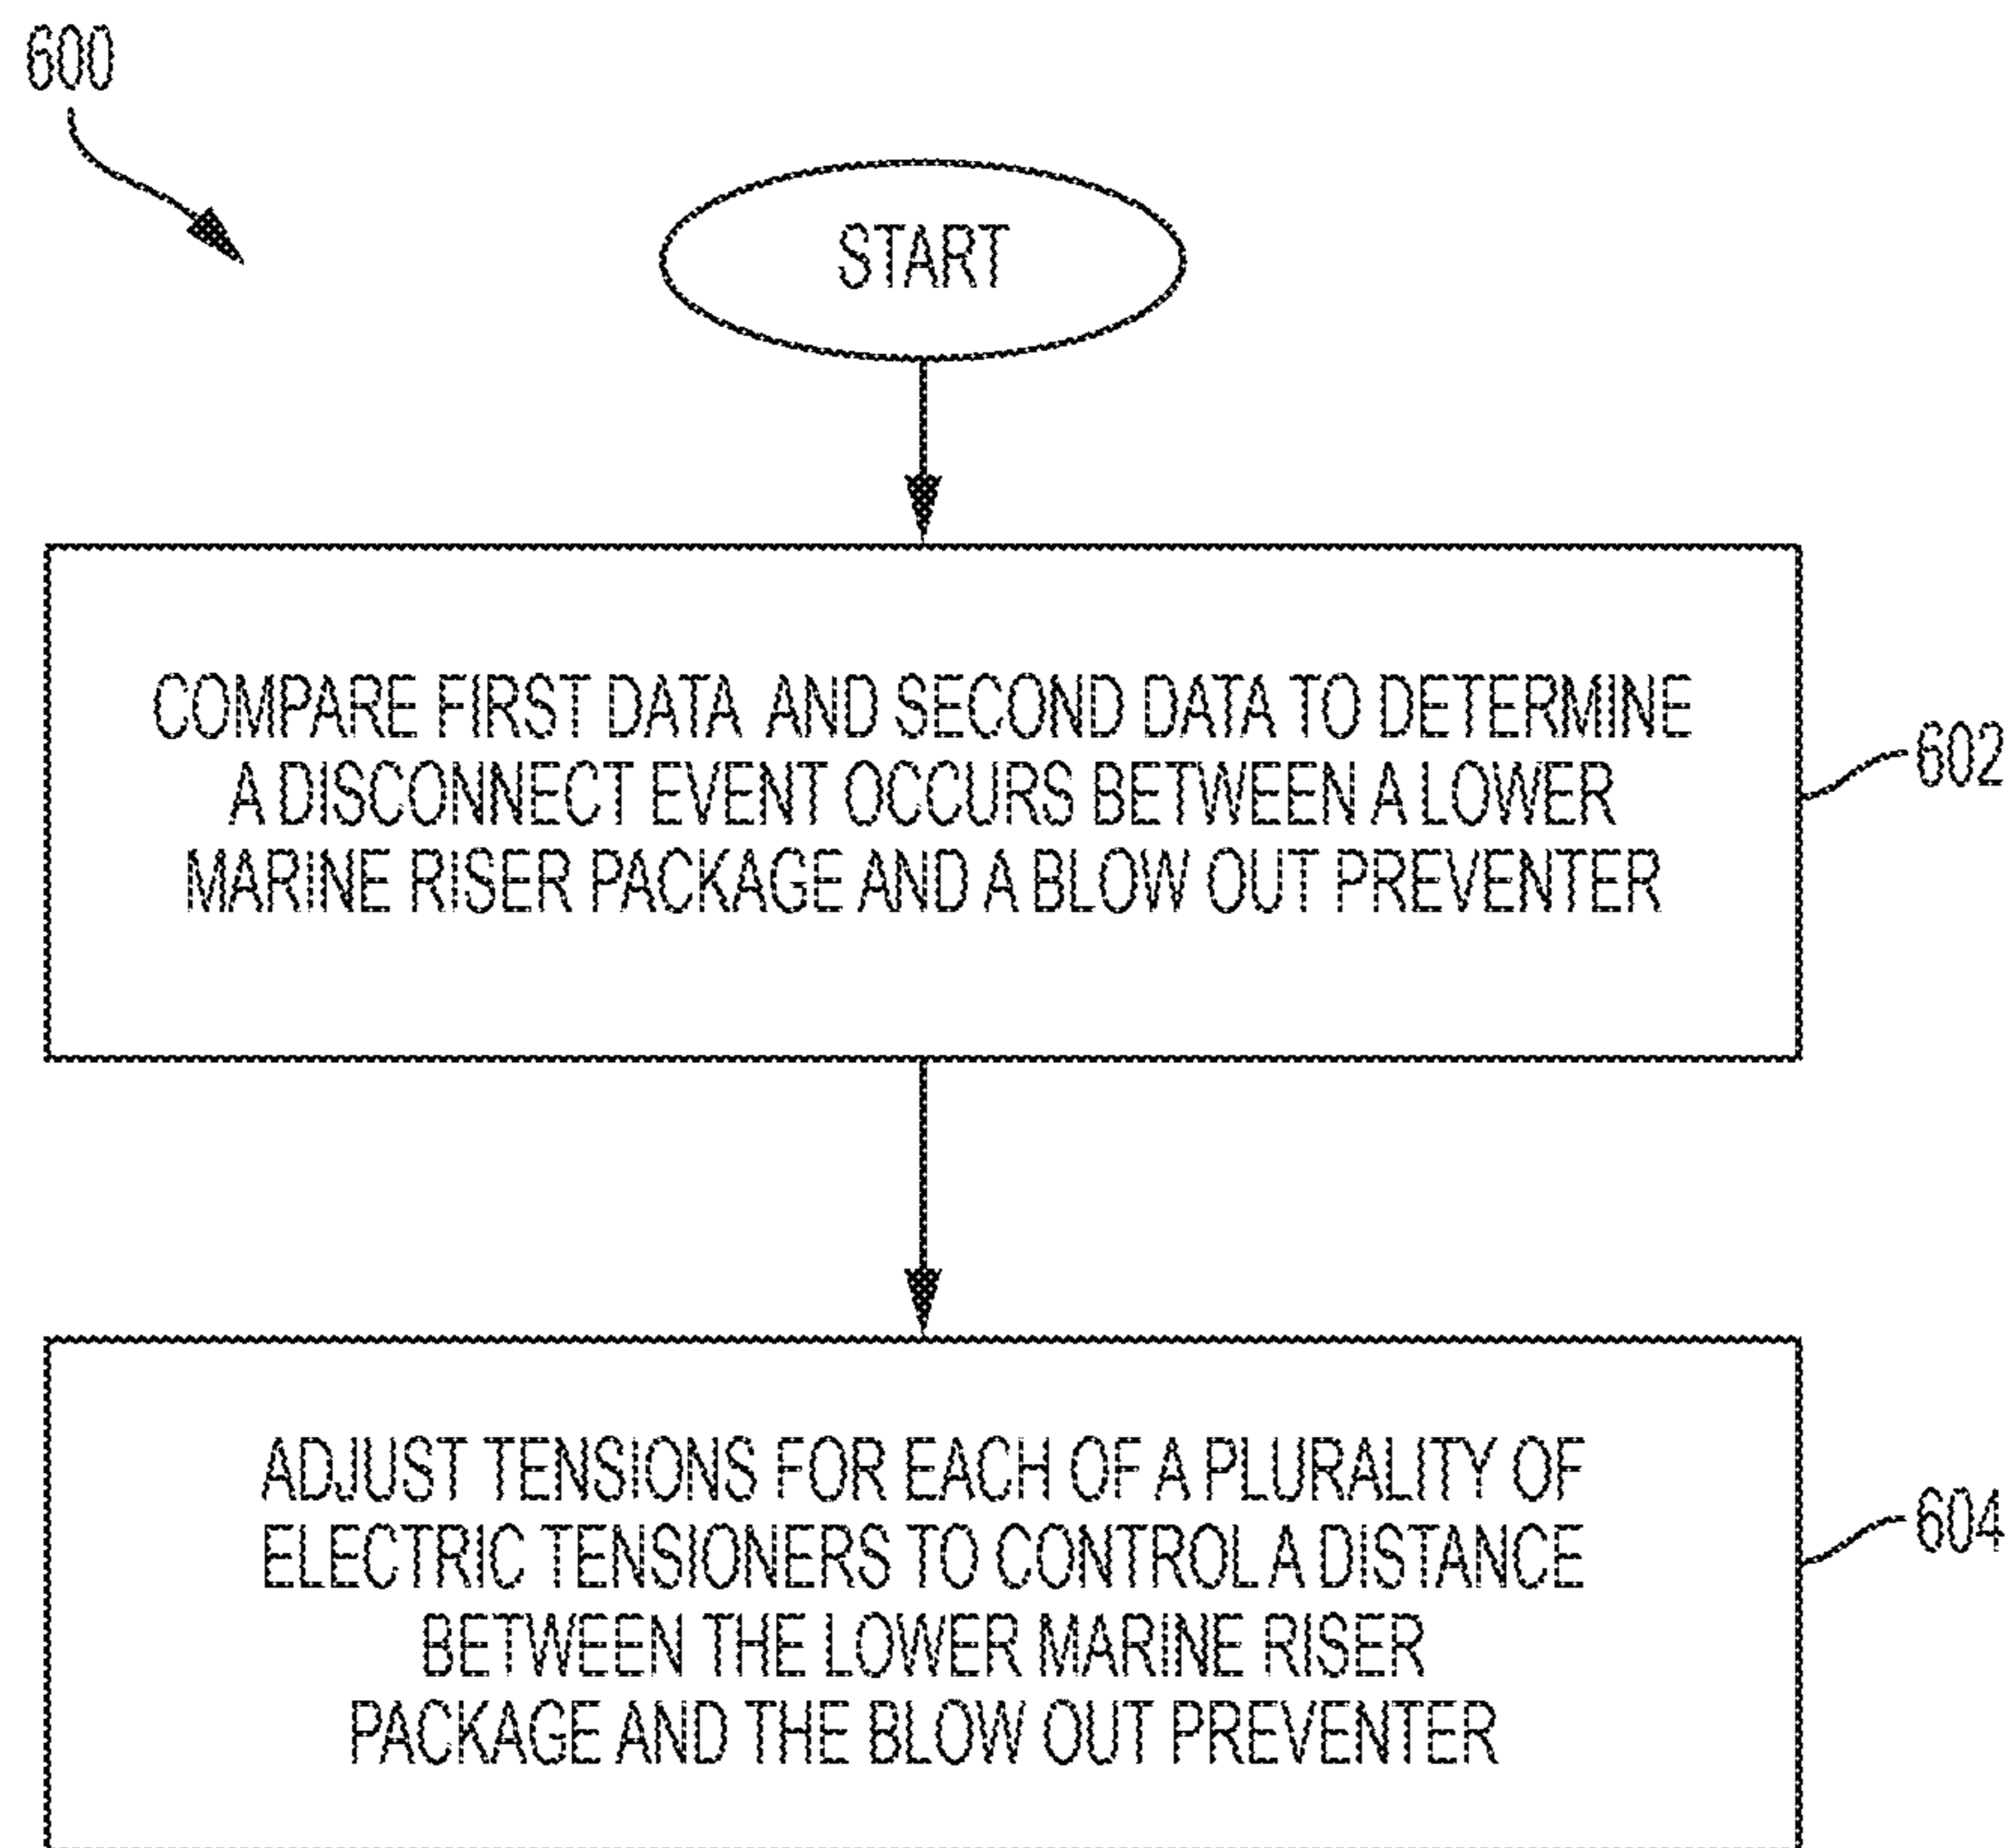 600
START
COMPARE FIRST DATA AND SECOND DATA TO DETERMINE
A DISCONNECT EVENT OCCURS BETWEEN A LOWER
MARINE RISER PACKAGE AND A BLOW OUT PREVENTER
602
ADJUST TENSIONS FOR EACH OF A PLURALITY OF
ELECTRIC TENSIONERS TO CONTROL A DISTANCE
BETWEEN THE LOWER MARINE RISER
PACKAGE AND THE BLOW OUT PREVENTER
604